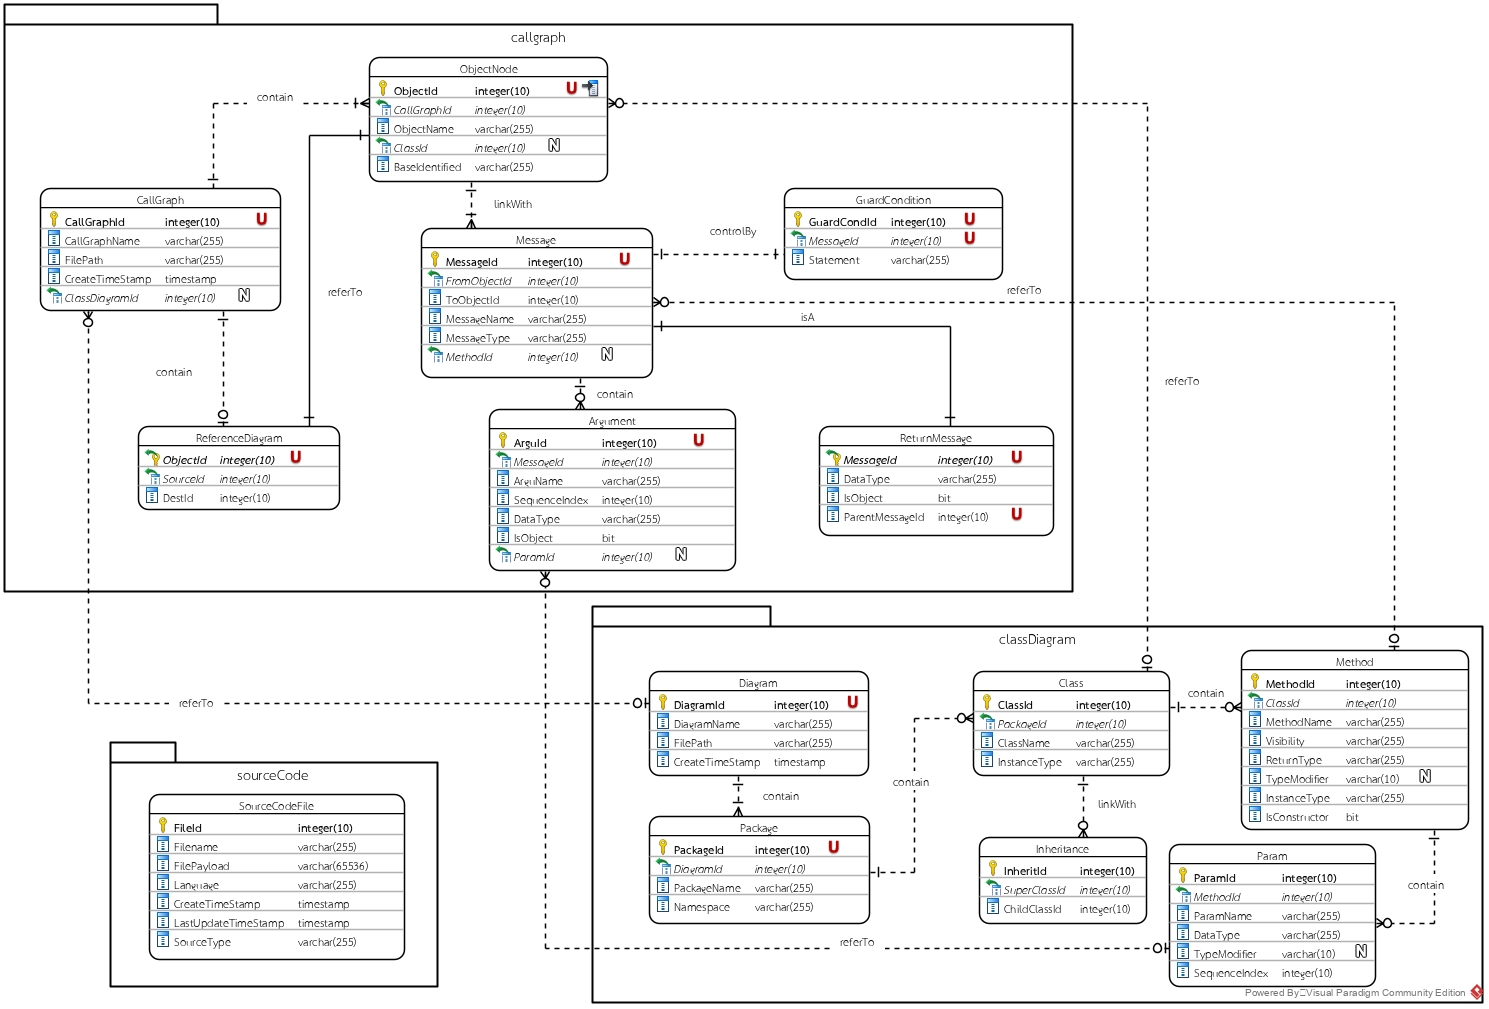 callgraph
ObjectNode
ObjectId integer(10) U
CallGraphId integer(10)
ObjectName varchar(255)
ClassId integer(10) N
BaseIdentified varchar(255)
contain
linkWith
CallGraph
CallGraphId integer(10) U
CallGraphName varchar(255)
FilePath varchar(255)
CreateTimeStamp timestamp
ClassDiagramId integer(10) N
referTo
Message
MessageId integer(10) U
FromObjectId integer(10)
ToObjectId integer(10)
MessageName varchar(255)
MessageType varchar(255)
MethodId integer(10) N
controlBy
GuardCondition
GuardCondId integer(10) U
MessageId integer(10) U
Statement varchar(255)
referTo
isA
referTo
contain
contain
ReferenceDiagram
ObjectId integer(10) U
SourceId integer(10)
DestId integer(10)
Argument
ArguId integer(10) U
MessageId integer(10)
ArguName varchar(255)
SequenceIndex integer(10)
DataType varchar(255)
IsObject bit
ParamId integer(10) N
ReturnMessage
MessageId integer(10) U
DataType varchar(255)
IsObject bit
ParentMessageId integer(10) U
classDiagram
referTo
Diagram
DiagramId integer(10) U
DiagramName varchar(255)
FilePath varchar(255)
CreateTimeStamp timestamp
contain
contain
Class
ClassId integer(10)
PackageId integer(10)
ClassName varchar(255)
InstanceType varchar(255)
contain
linkWith
Method
MethodId integer(10)
ClassId integer(10)
MethodName varchar(255)
Visibility varchar(255)
ReturnType varchar(255)
TypeModifier varchar(10) N
InstanceType varchar(255)
IsConstructor bit
Package
PackageId integer(10) U
DiagramId integer(10)
PackageName varchar(255)
Namespace varchar(255)
Inheritance
InheritId integer(10)
SuperClassId integer(10)
ChildClassId integer(10)
Param
ParamId integer(10)
MethodId integer(10)
ParamName varchar(255)
DataType varchar(255)
TypeModifier varchar(10) N
SequenceIndex integer(10)
contain
referTo
sourceCode
SourceCodeFile
FileId integer(10)
Filename varchar(255)
FilePayload varchar(65536)
Language varchar(255)
CreateTimeStamp timestamp
LastUpdateTimeStamp timestamp
SourceType varchar(255)
Powered By Visual Paradigm Community Edition